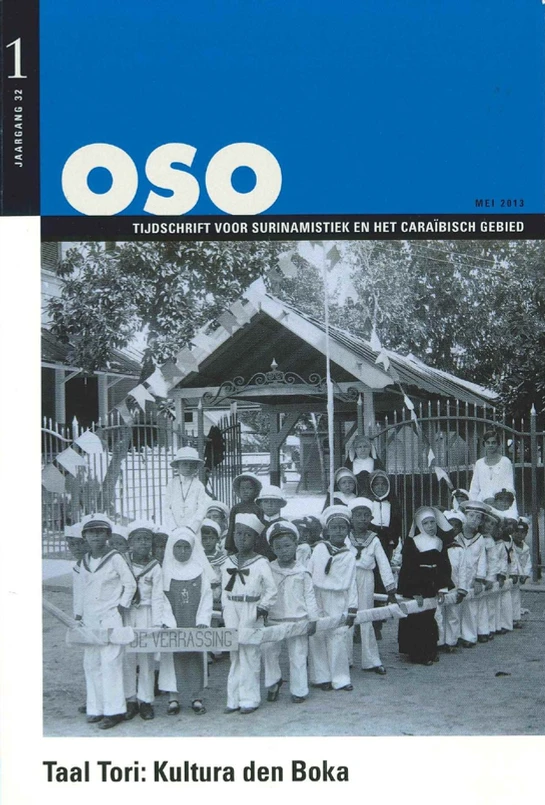 1
JAARGANG 32
OSO
MEI 2013
TIJDSCHRIFT VOOR SURINAMISTIEK EN HET CARAÏBISCH GEBIED
DE VERRASSING
Taal Tori: Kultura den Boka